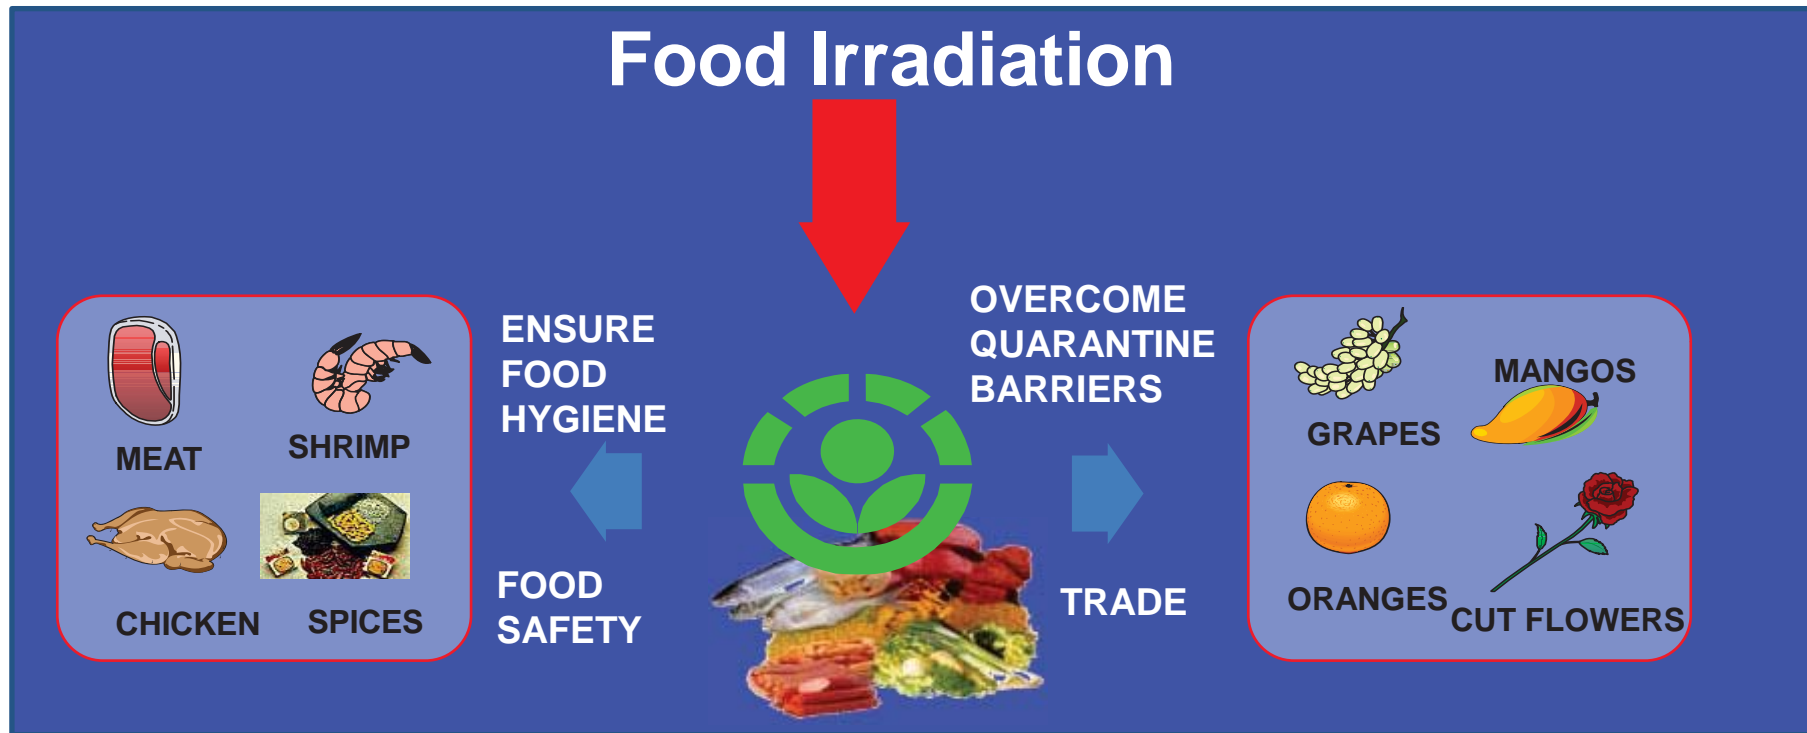 Food Irradiation
ENSURE
FOOD
HYGIENE
FOOD
SAFETY
OVERCOME
QUARANTINE
BARRIERS
TRADE
MEAT
SHRIMP
CHICKEN
SPICES
GRAPES
MANGOS
ORANGES
CUT FLOWERS